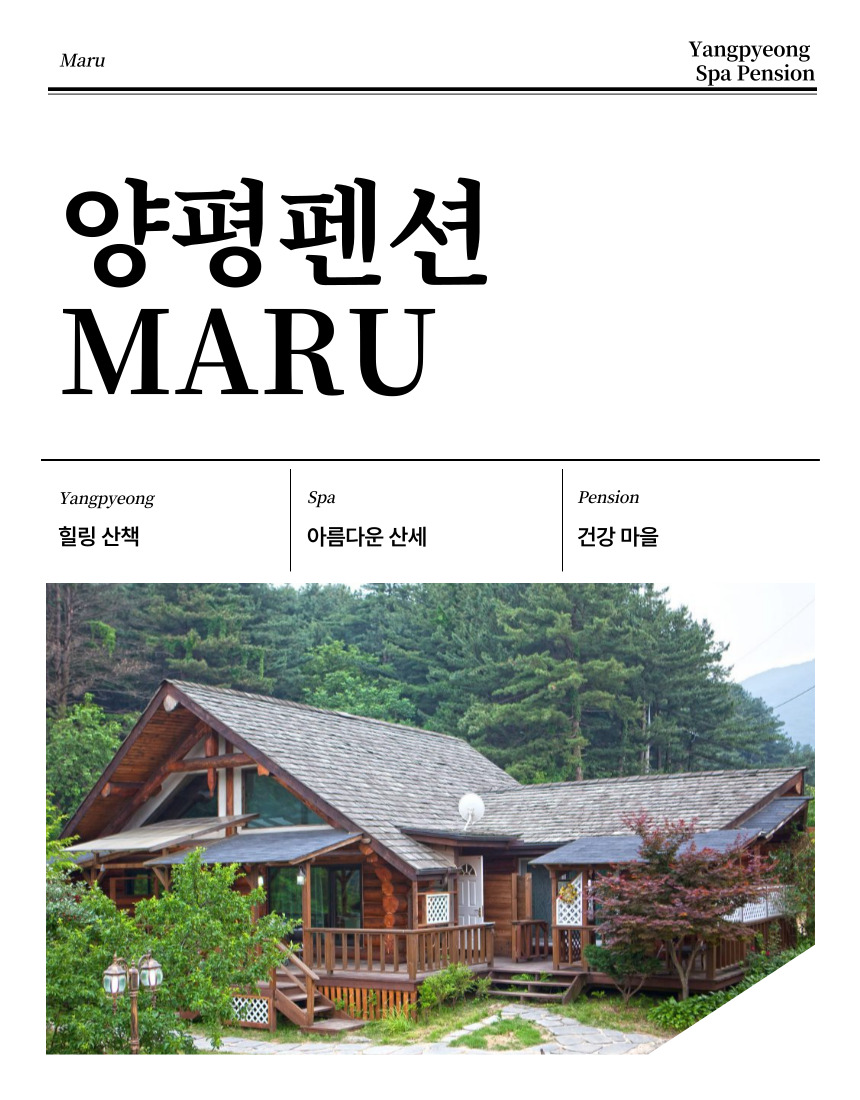 Maru
Yangpyeong
Spa Pension
양평펜션
MARU
Yangpyeong
힐링 산책
Spa
아름다운 산세
Pension
건강 마을